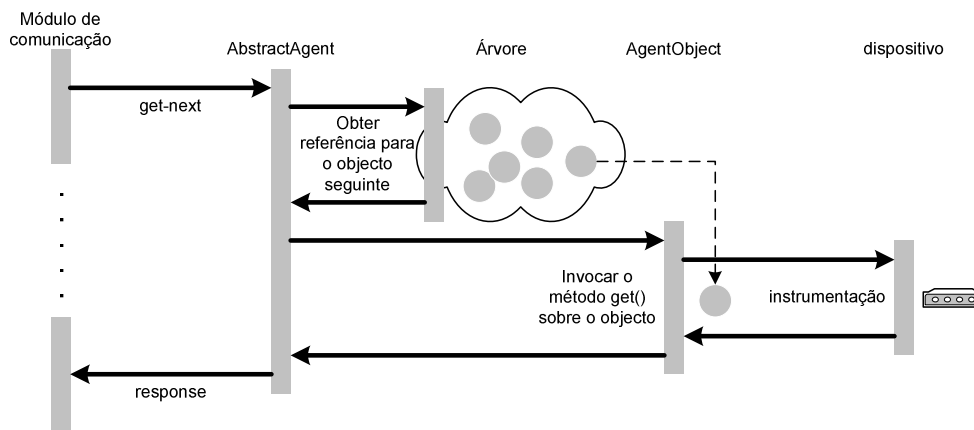 Módulo de
comunicação
AbstractAgent
Árvore
AgentObject
dispositivo
get-next
Obter
referência para
o objecto
seguinte
Invocar o
método get()
sobre o objecto
instrumentação
response